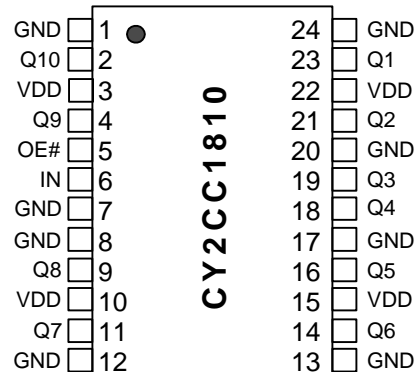 GND 1 24 GND
Q10 2 23 Q1
VDD 3 22 VDD
Q9 4 21 Q2
OE# 5 20 GND
IN 6 19 Q3
GND 7 18 Q4
GND 8 17 GND
Q8 9 16 Q5
VDD 10 15 VDD
Q7 11 14 Q6
GND 12 13 GND
CY2CC1810